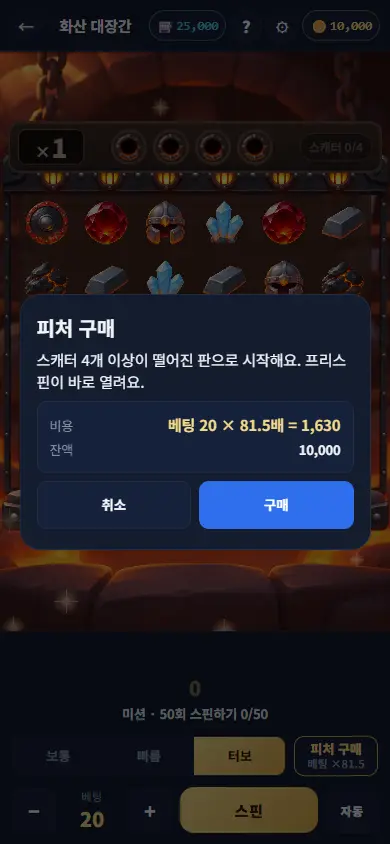 ← 화산 대장간 25,000 ? 10,000
×1 스캐터 0/4
피처 구매
스캐터 4개 이상이 떨어진 판으로 시작해요. 프리스
핀이 바로 열려요.
비용 베팅 20 × 81.5배 = 1,630
잔액 10,000
취소 구매
0
미션 · 50회 스핀하기 0/50
보통 빠름 터보 피처 구매
베팅 ×81.5
− 베팅 + 스핀 자동
20